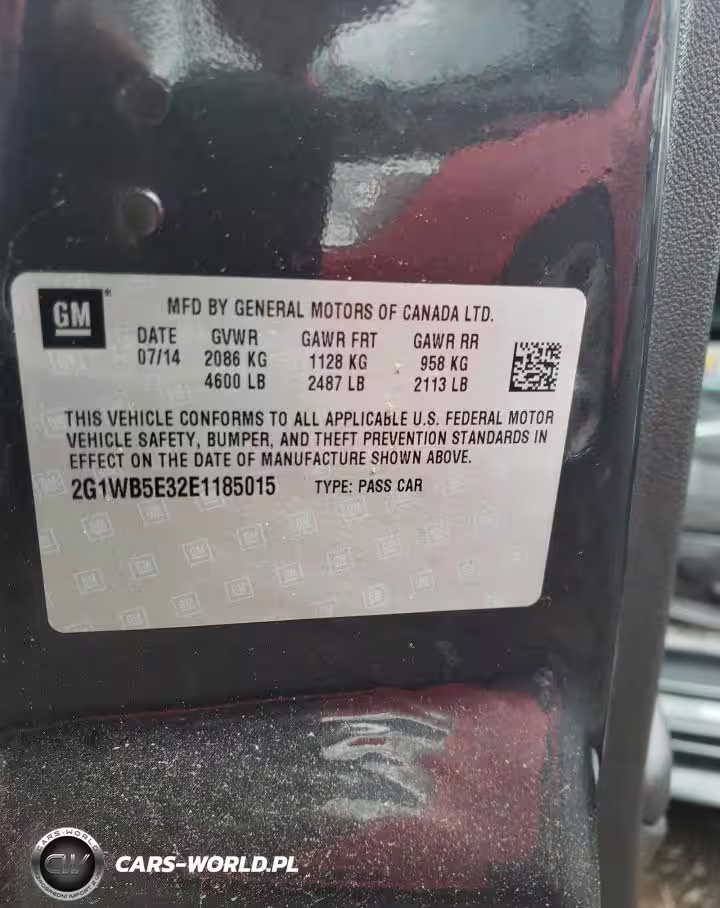 GM
MFD BY GENERAL MOTORS OF CANADA LTD.
DATE GVWR GAWR FRT GAWR RR
07/14 2086 KG 1128 KG 958 KG
4600 LB 2487 LB 2113 LB
THIS VEHICLE CONFORMS TO ALL APPLICABLE U.S. FEDERAL MOTOR
VEHICLE SAFETY, BUMPER, AND THEFT PREVENTION STANDARDS IN
EFFECT ON THE DATE OF MANUFACTURE SHOWN ABOVE.
2G1WB5E32E1185015 TYPE: PASS CAR
CARS-WORLD
CW
CARS-WORLD.PL